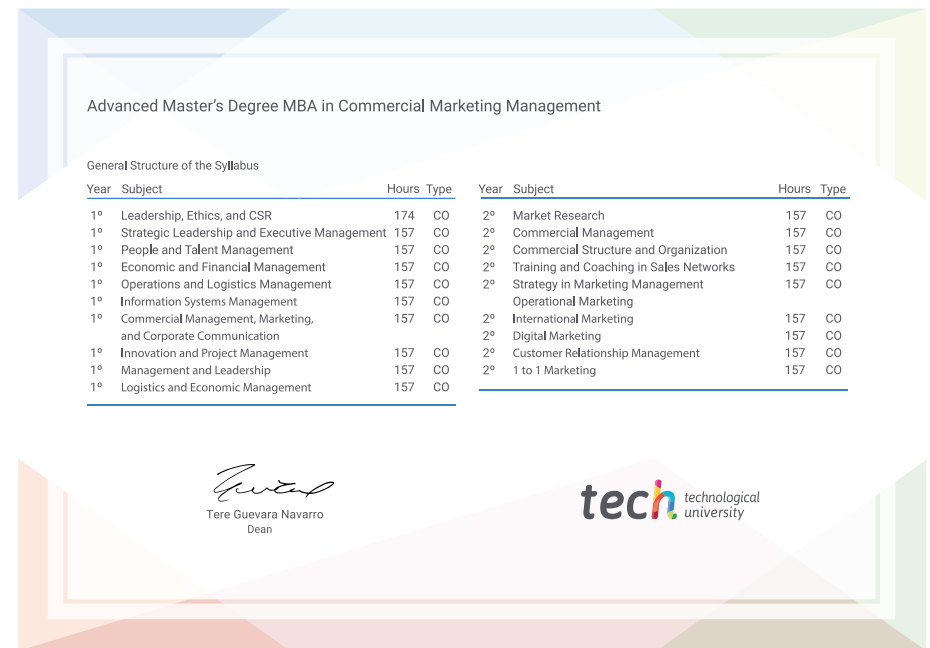 Advanced Master's Degree MBA in Commercial Marketing Management
General Structure of the Syllabus
Year Subject Hours Type
1º Leadership, Ethics, and CSR 174 CO
1º Strategic Leadership and Executive Management 157 CO
1º People and Talent Management 157 CO
1º Economic and Financial Management 157 CO
1º Operations and Logistics Management 157 CO
1º Information Systems Management 157 CO
1º Commercial Management, Marketing, 157 CO
and Corporate Communication
1º Innovation and Project Management 157 CO
1º Management and Leadership 157 CO
1º Logistics and Economic Management 157 CO
Year Subject Hours Type
2º Market Research 157 CO
2º Commercial Management 157 CO
2º Commercial Structure and Organization 157 CO
2º Training and Coaching in Sales Networks 157 CO
2º Strategy in Marketing Management 157 CO
Operational Marketing
2º International Marketing 157 CO
2º Digital Marketing 157 CO
2º Customer Relationship Management 157 CO
2º 1 to 1 Marketing 157 CO
Tere Guevara Navarro
Dean
tech technological
university